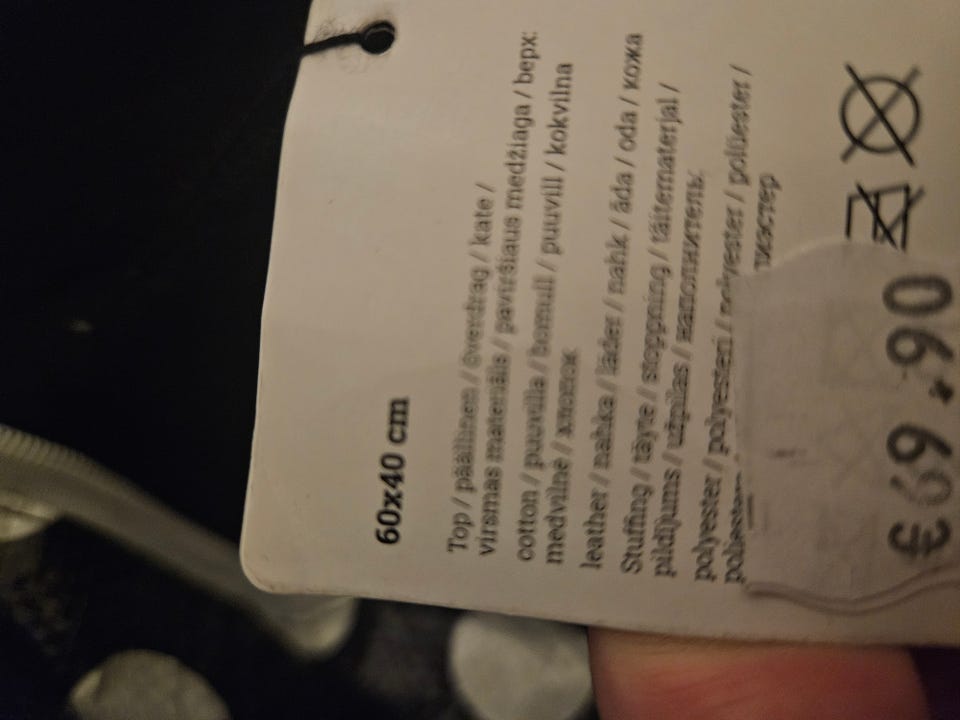 60x40 cm
Top / päällinen / överdrag / kate /
virsmas materiāls / paviršiaus medžiaga / верх:
cotton / puuvilla / bomull / puuvill / kokvilna
medvilnė / хлопок
leather / nahka / läder / nahk / āda / oda / кожа
Stuffing / täyte / stoppning / täitematerjal /
pildījums / užpilas / наполнитель:
polyester / polyesteri / polyester / polüester /
€69,90